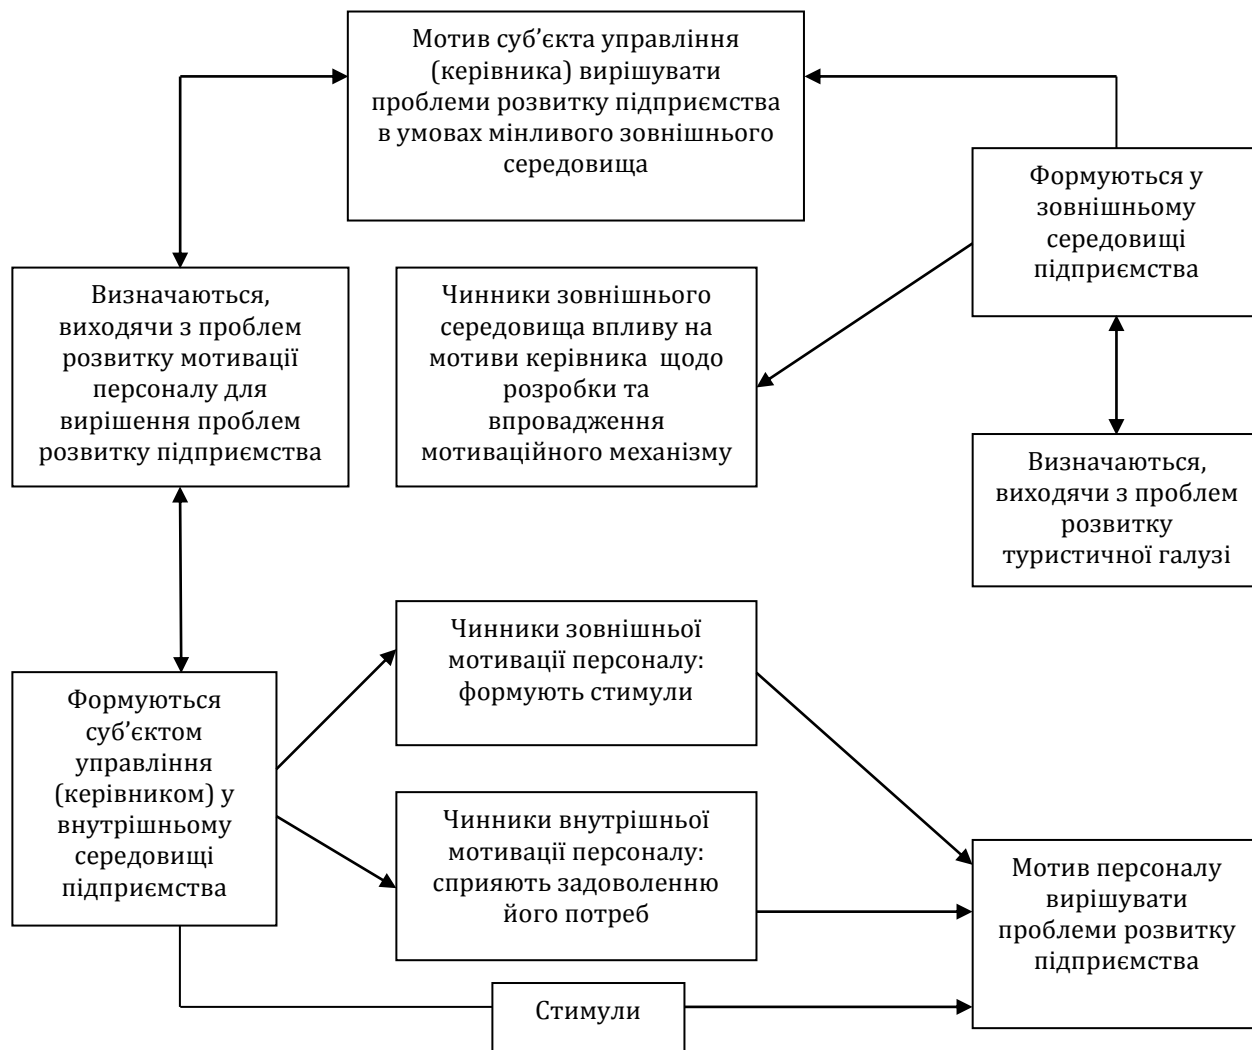 Мотив суб’єкта управління
(керівника) вирішувати
проблеми розвитку підприємства
в умовах мінливого зовнішнього
середовища
Формуються у
зовнішньому
середовищі
підприємства
Визначаються,
виходячи з проблем
розвитку мотивації
персоналу для
вирішення проблем
розвитку підприємства
Чинники зовнішнього
середовища впливу на
мотиви керівника щодо
розробки та
впровадження
мотиваційного механізму
Визначаються,
виходячи з проблем
розвитку
туристичної галузі
Чинники зовнішньої
мотивації персоналу:
формують стимули
Формуються
суб’єктом
управління
(керівником) у
внутрішньому
середовищі
підприємства
Чинники внутрішньої
мотивації персоналу:
сприяють задоволенню
його потреб
Мотив персоналу
вирішувати
проблеми розвитку
підприємства
Стимули